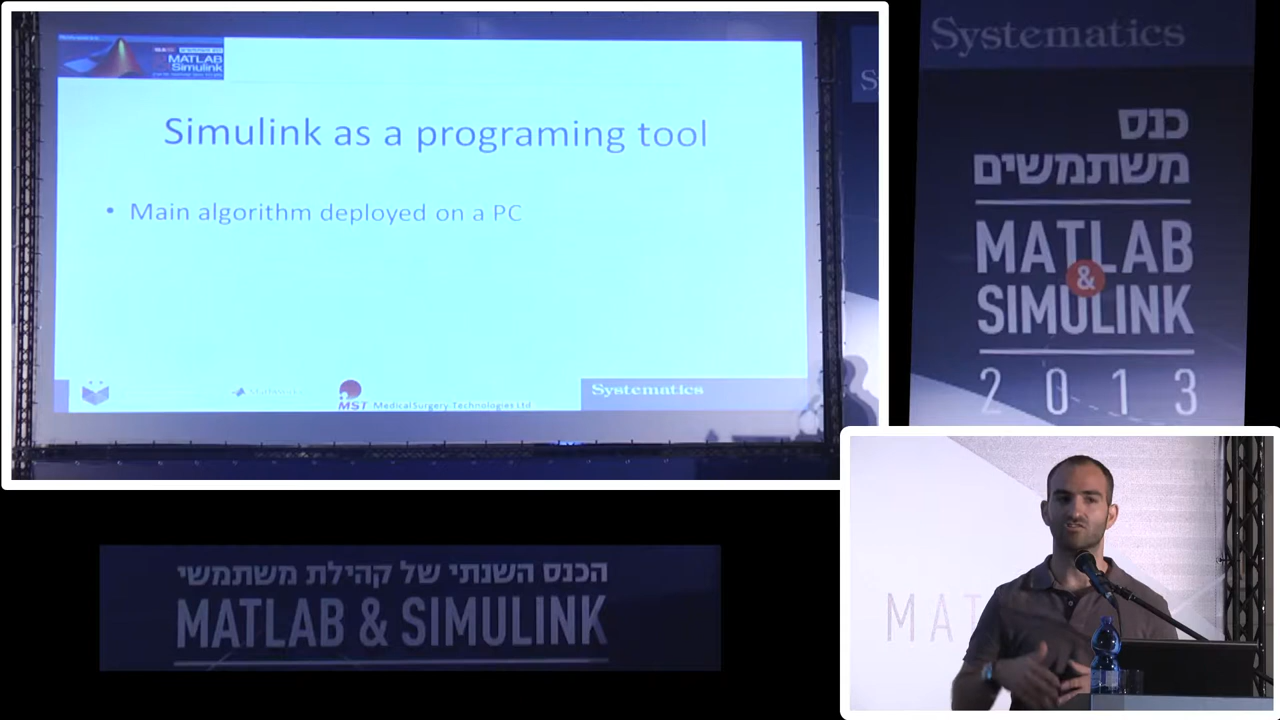 MATLAB
Simulink
Simulink as a programing tool
• Main algorithm deployed on a PC
MST Medical Surgery Technologies Ltd
Systematics
S
Systematics
כנס
משתמשים
MATLAB
&
SIMULINK
2013
הכנס השנתי של קהילת משתמשי
MATLAB & SIMULINK
MAT